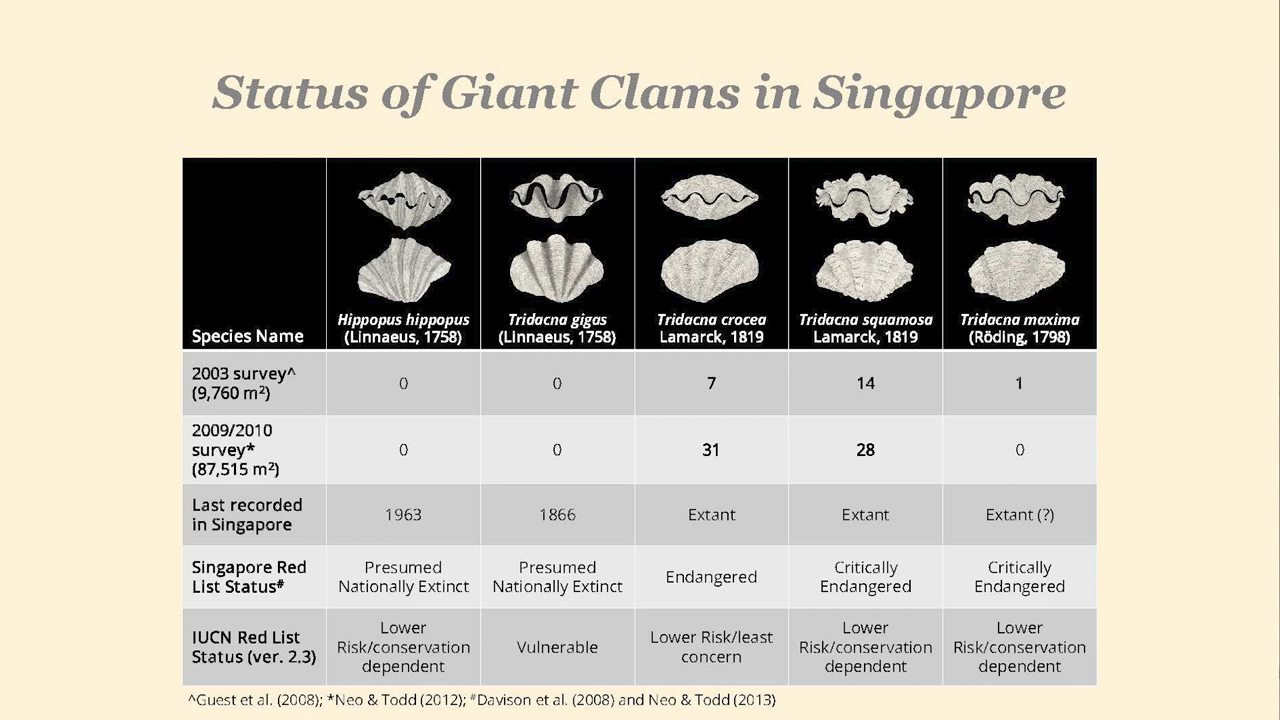 Status of Giant Clams in Singapore
Species Name
Hippopus hippopus
(Linnaeus, 1758)
Tridacna gigas
(Linnaeus, 1758)
Tridacna crocea
Lamarck, 1819
Tridacna squamosa
Lamarck, 1819
Tridacna maxima
(Röding, 1798)
2003 survey^
(9,760 m²)
0
0
7
14
1
2009/2010
survey*
(87,515 m²)
0
0
31
28
0
Last recorded
in Singapore
1963
1866
Extant
Extant
Extant (?)
Singapore Red
List Status#
Presumed
Nationally Extinct
Presumed
Nationally Extinct
Endangered
Critically
Endangered
Critically
Endangered
IUCN Red List
Status (ver. 2.3)
Lower
Risk/conservation
dependent
Vulnerable
Lower Risk/least
concern
Lower
Risk/conservation
dependent
Lower
Risk/conservation
dependent
^Guest et al. (2008); *Neo & Todd (2012); #Davison et al. (2008) and Neo & Todd (2013)